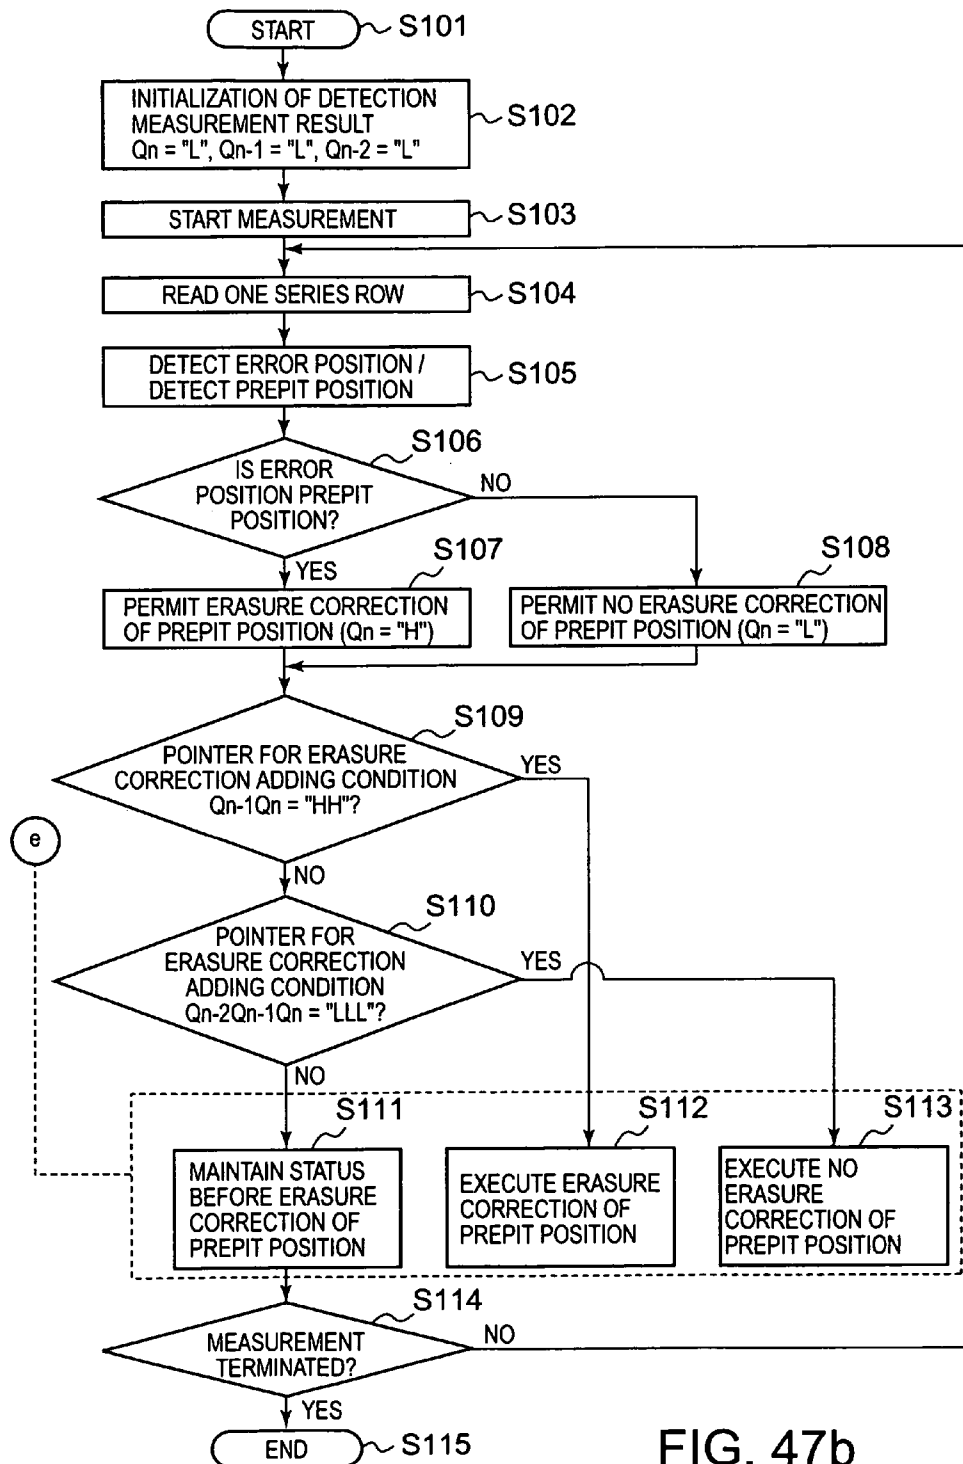 START
S101
INITIALIZATION OF DETECTION
MEASUREMENT RESULT
Qn = "L", Qn-1 = "L", Qn-2 = "L"
S102
START MEASUREMENT
S103
READ ONE SERIES ROW
S104
DETECT ERROR POSITION /
DETECT PREPIT POSITION
S105
S106
IS ERROR
POSITION PREPIT
POSITION?
NO
YES
S107
S108
PERMIT ERASURE CORRECTION
OF PREPIT POSITION (Qn = "H")
PERMIT NO ERASURE CORRECTION
OF PREPIT POSITION (Qn = "L")
S109
POINTER FOR ERASURE
CORRECTION ADDING CONDITION
Qn-1Qn = "HH"?
YES
e
NO
S110
POINTER FOR
ERASURE CORRECTION
ADDING CONDITION
Qn-2Qn-1Qn = "LLL"?
YES
NO
S111
S112
S113
MAINTAIN STATUS
BEFORE ERASURE
CORRECTION OF
PREPIT POSITION
EXECUTE ERASURE
CORRECTION OF
PREPIT POSITION
EXECUTE NO
ERASURE
CORRECTION OF
PREPIT POSITION
S114
MEASUREMENT
TERMINATED?
NO
YES
END
S115
FIG. 47b